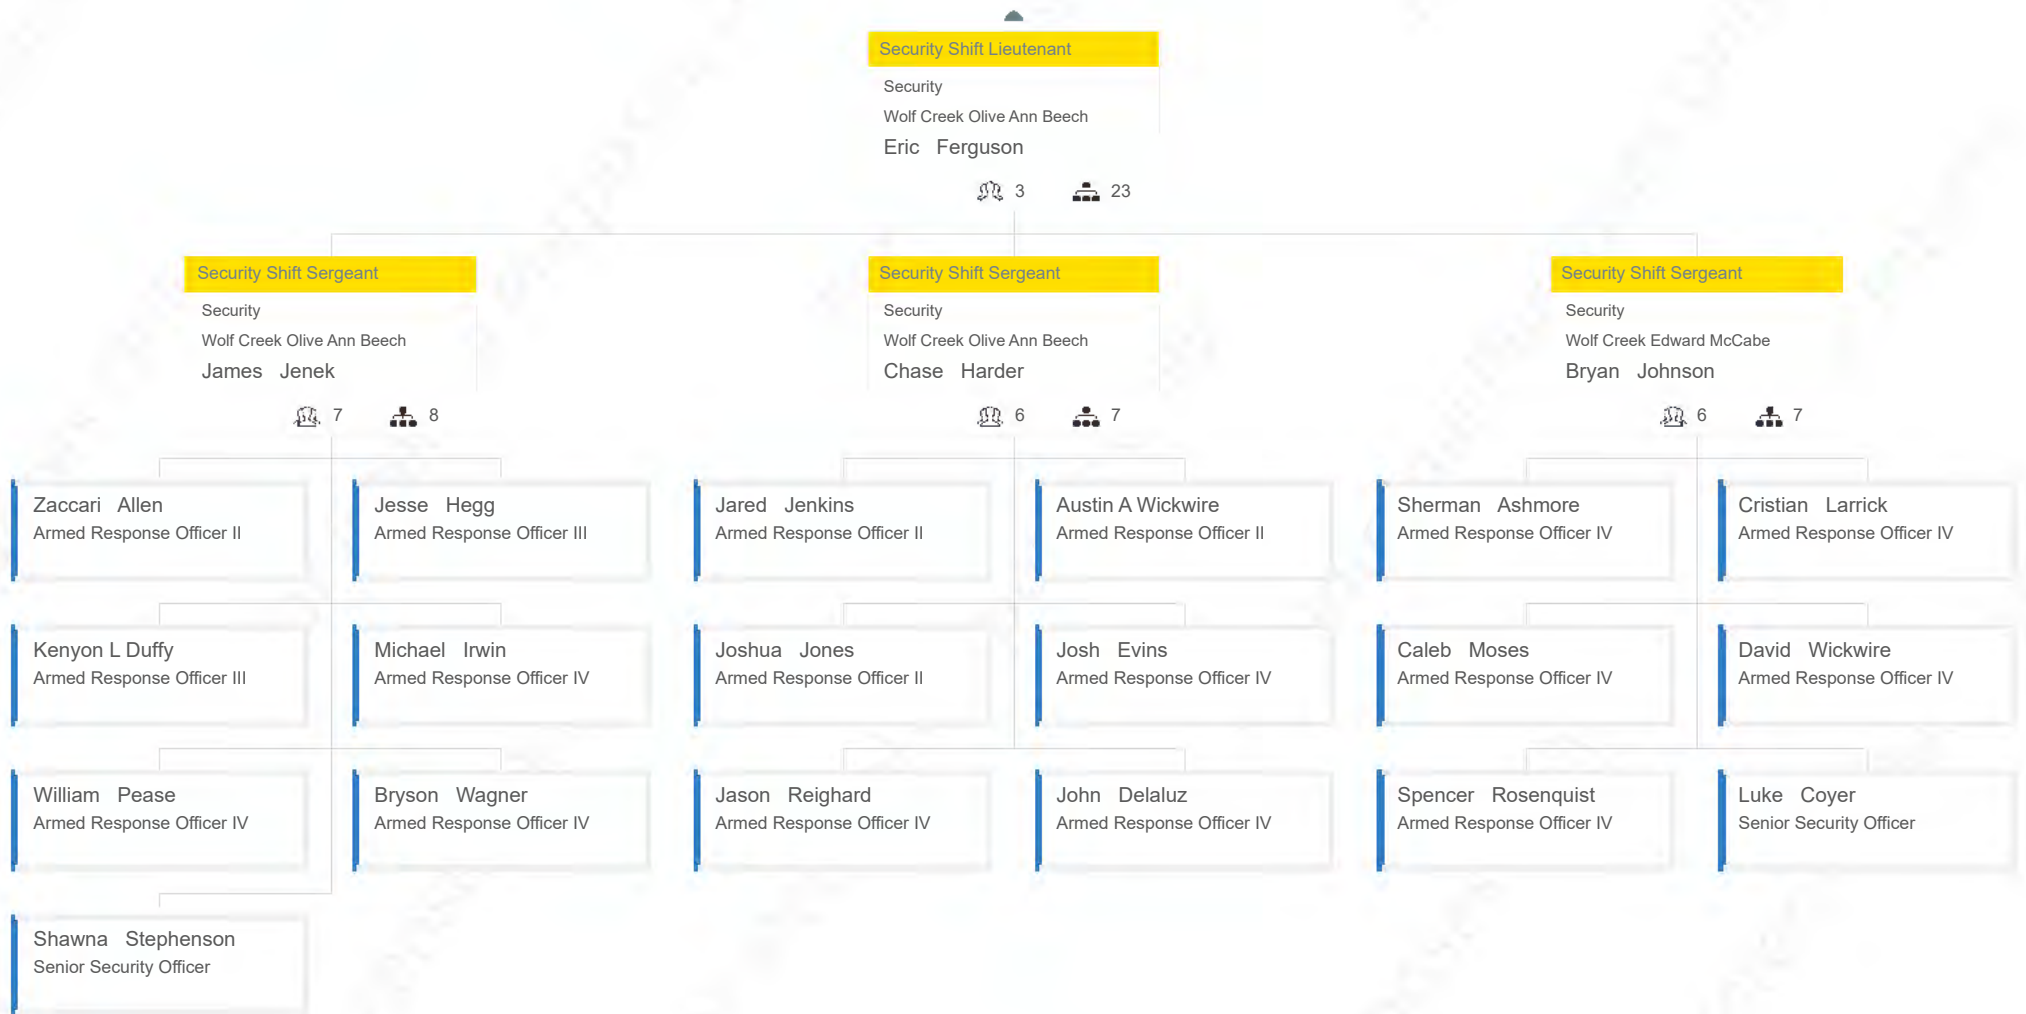 Security Shift Lieutenant
Security
Wolf Creek Olive Ann Beech
Eric Ferguson
3 23
Security Shift Sergeant
Security
Wolf Creek Olive Ann Beech
James Jenek
7 8
Security Shift Sergeant
Security
Wolf Creek Olive Ann Beech
Chase Harder
6 7
Security Shift Sergeant
Security
Wolf Creek Edward McCabe
Bryan Johnson
6 7
Zaccari Allen
Armed Response Officer II
Jesse Hegg
Armed Response Officer III
Jared Jenkins
Armed Response Officer II
Austin A Wickwire
Armed Response Officer II
Sherman Ashmore
Armed Response Officer IV
Cristian Larrick
Armed Response Officer IV
Kenyon L Duffy
Armed Response Officer III
Michael Irwin
Armed Response Officer IV
Joshua Jones
Armed Response Officer II
Josh Evins
Armed Response Officer IV
Caleb Moses
Armed Response Officer IV
David Wickwire
Armed Response Officer IV
William Pease
Armed Response Officer IV
Bryson Wagner
Armed Response Officer IV
Jason Reighard
Armed Response Officer IV
John Delaluz
Armed Response Officer IV
Spencer Rosenquist
Armed Response Officer IV
Luke Coyer
Senior Security Officer
Shawna Stephenson
Senior Security Officer